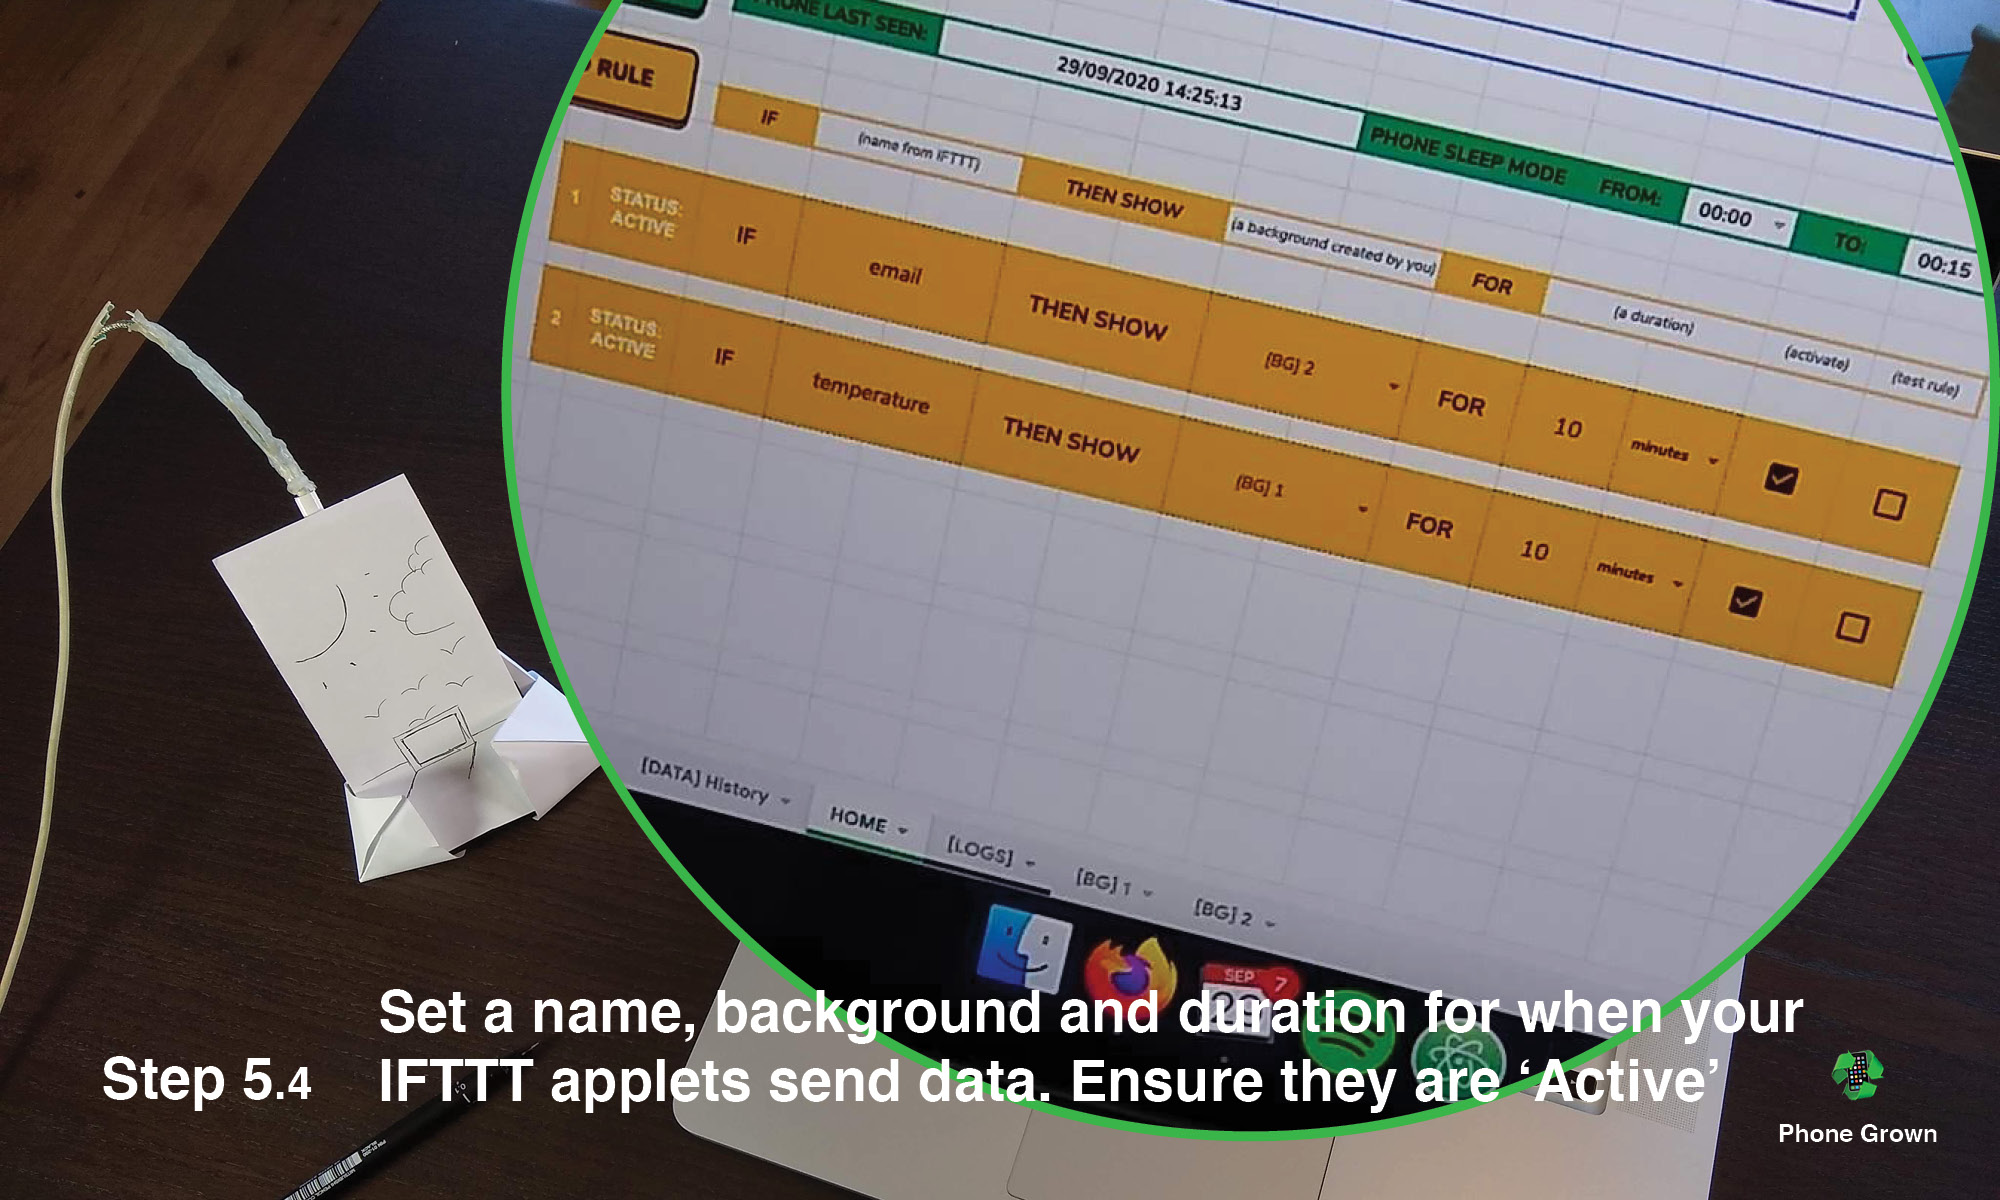 PHONE LAST SEEN:
29/09/2020 14:25:13
PHONE SLEEP MODE FROM: 00:00 TO: 00:15
RULE
IF (name from IFTTT) THEN SHOW (a background created by you) FOR (a duration) (activate) (test rule)
1 STATUS: ACTIVE IF email THEN SHOW [BG] 2 FOR 10 minutes
2 STATUS: ACTIVE IF temperature THEN SHOW [BG] 1 FOR 10 minutes
[DATA] History HOME [LOGS] [BG] 1 [BG] 2
SEP 7
Step 5.4
Set a name, background and duration for when your
IFTTT applets send data. Ensure they are ‘Active’
Phone Grown